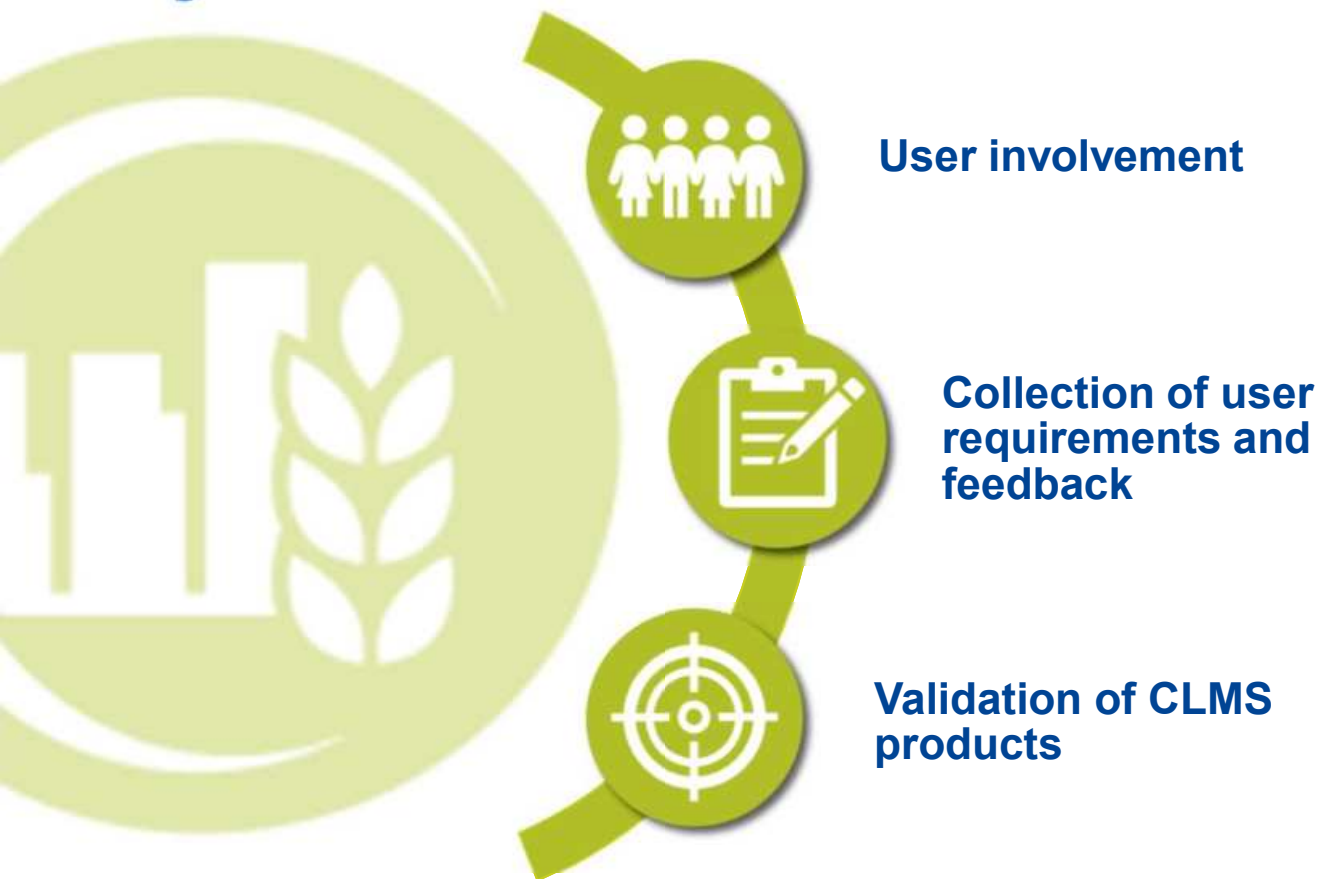 User involvement
Collection of user
requirements and
feedback
Validation of CLMS
products